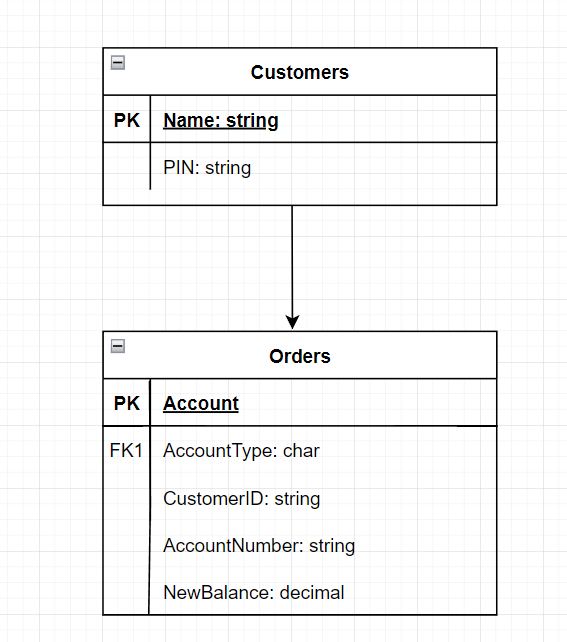 Customers
PK Name: string
PIN: string
Orders
PK Account
FK1 AccountType: char
CustomerID: string
AccountNumber: string
NewBalance: decimal